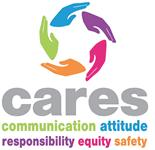 cares
communication attitude
responsibility equity safety